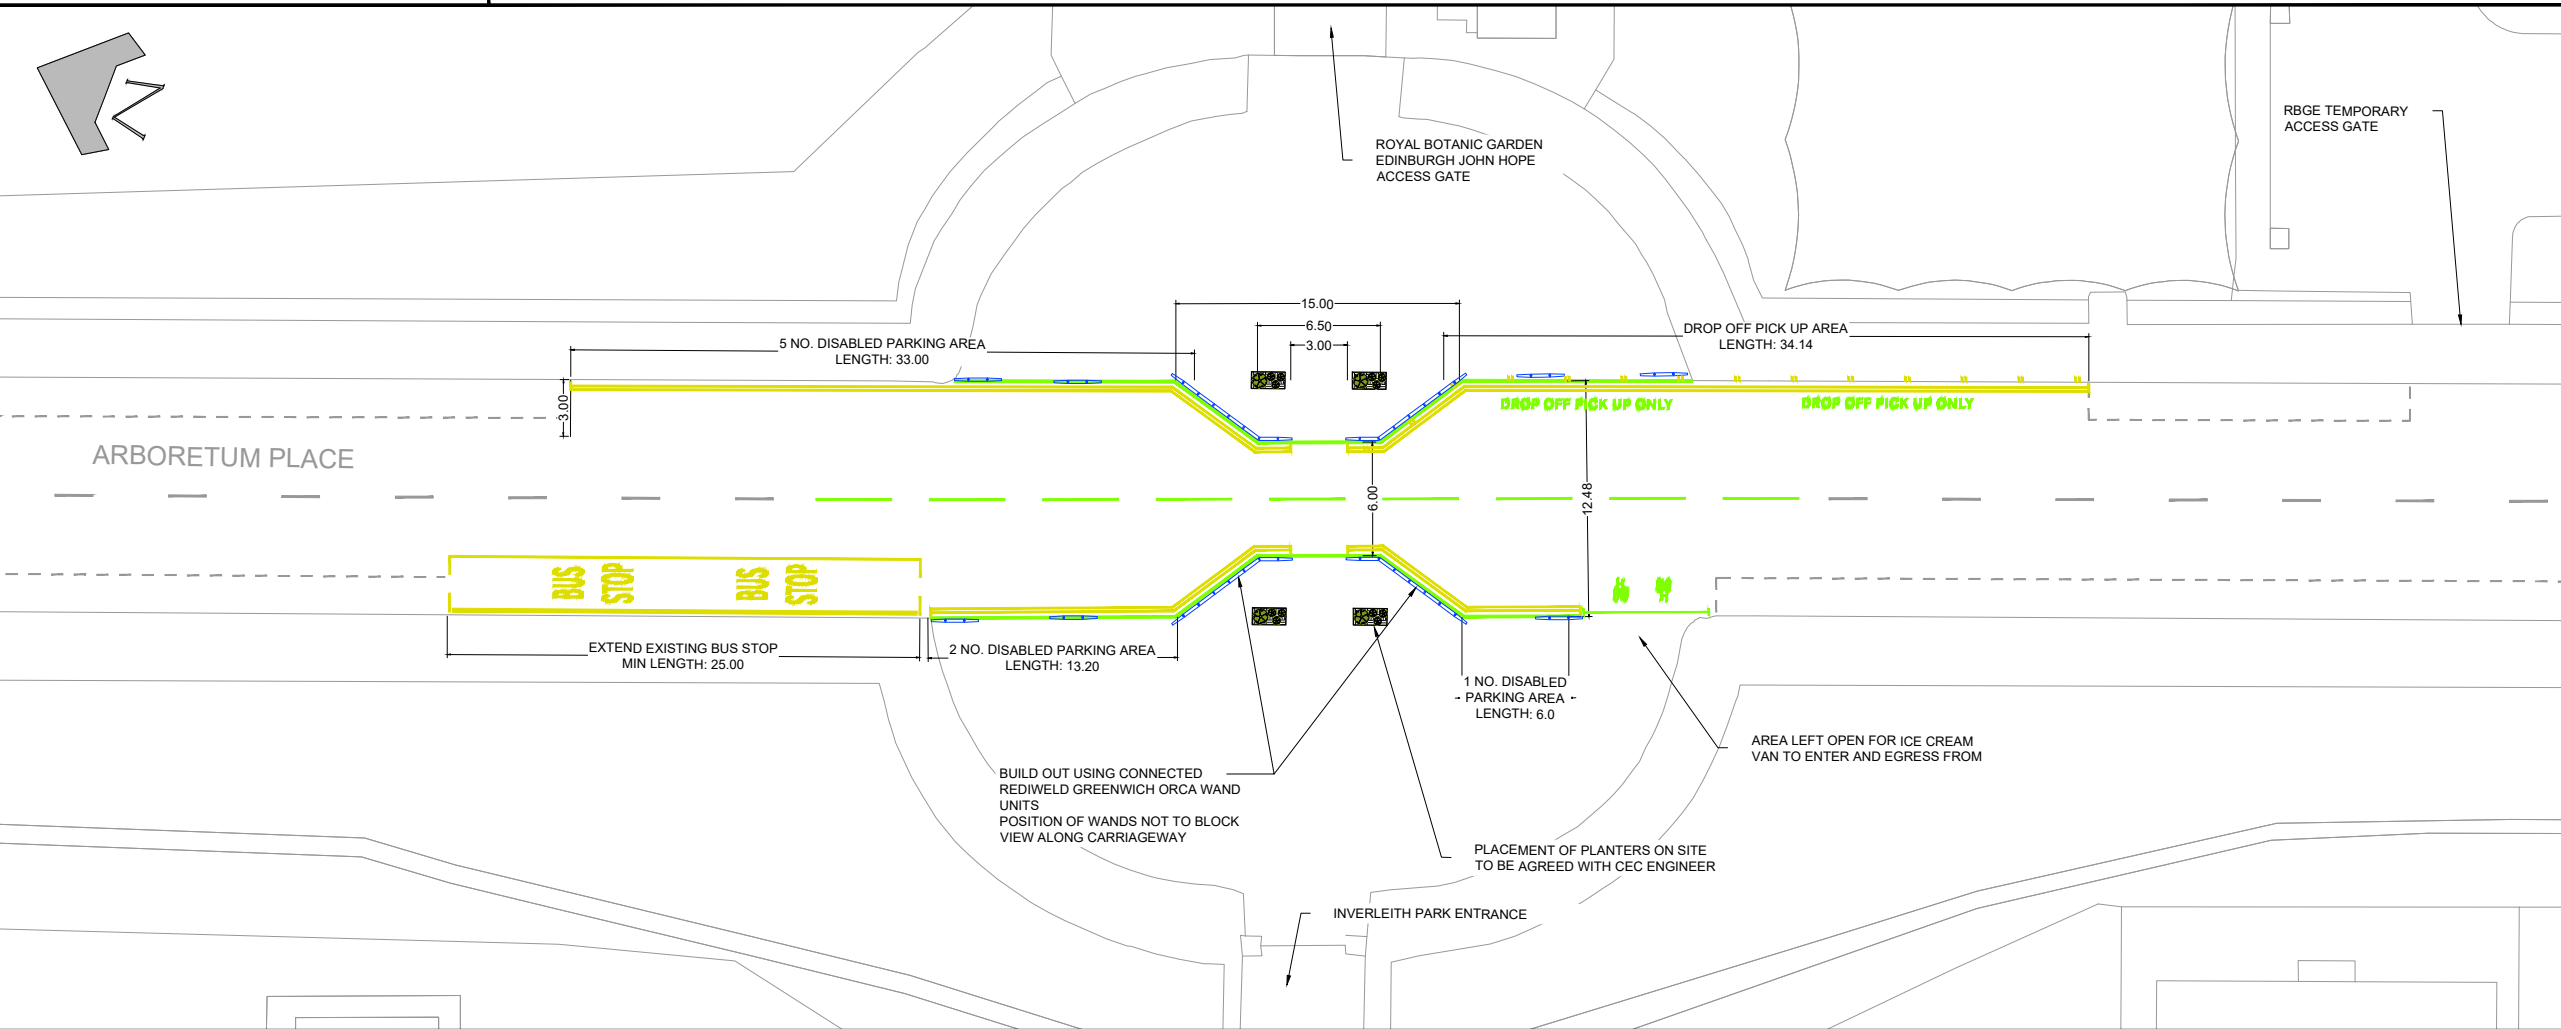 RBGE TEMPORARY
ACCESS GATE
ROYAL BOTANIC GARDEN
EDINBURGH JOHN HOPE
ACCESS GATE
15.00
6.50
3.00
5 NO. DISABLED PARKING AREA
LENGTH: 33.00
DROP OFF PICK UP AREA
LENGTH: 34.14
3.00
DROP OFF PICK UP ONLY
DROP OFF PICK UP ONLY
ARBORETUM PLACE
6.00
12.48
BUS
STOP
BUS
STOP
EXTEND EXISTING BUS STOP
MIN LENGTH: 25.00
2 NO. DISABLED PARKING AREA
LENGTH: 13.20
1 NO. DISABLED
PARKING AREA
LENGTH: 6.0
AREA LEFT OPEN FOR ICE CREAM
VAN TO ENTER AND EGRESS FROM
BUILD OUT USING CONNECTED
REDIWELD GREENWICH ORCA WAND
UNITS
POSITION OF WANDS NOT TO BLOCK
VIEW ALONG CARRIAGEWAY
PLACEMENT OF PLANTERS ON SITE
TO BE AGREED WITH CEC ENGINEER
INVERLEITH PARK ENTRANCE